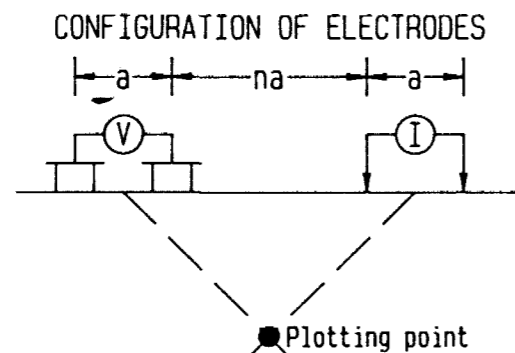 CONFIGURATION OF ELECTRODES
a na a
V I
Plotting point